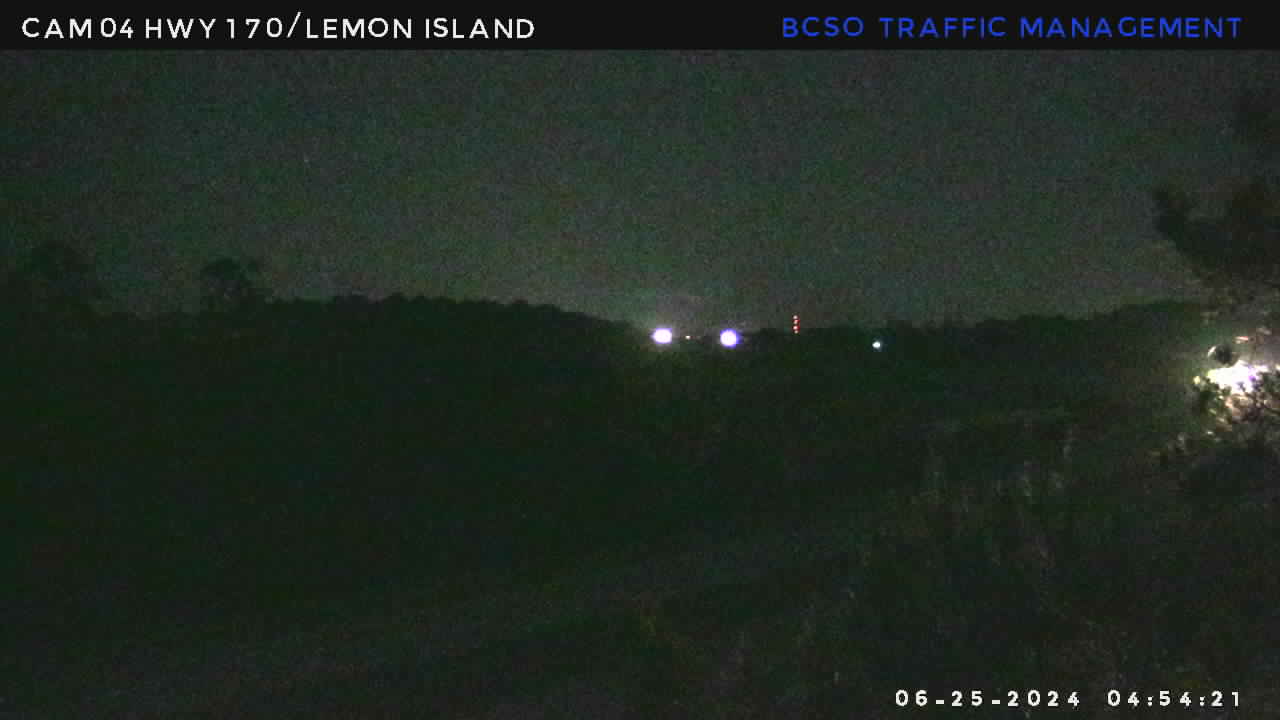 CAM04 HWY 170/LEMON ISLAND
BCSO TRAFFIC MANAGEMENT
06-25-2024 04:54:21